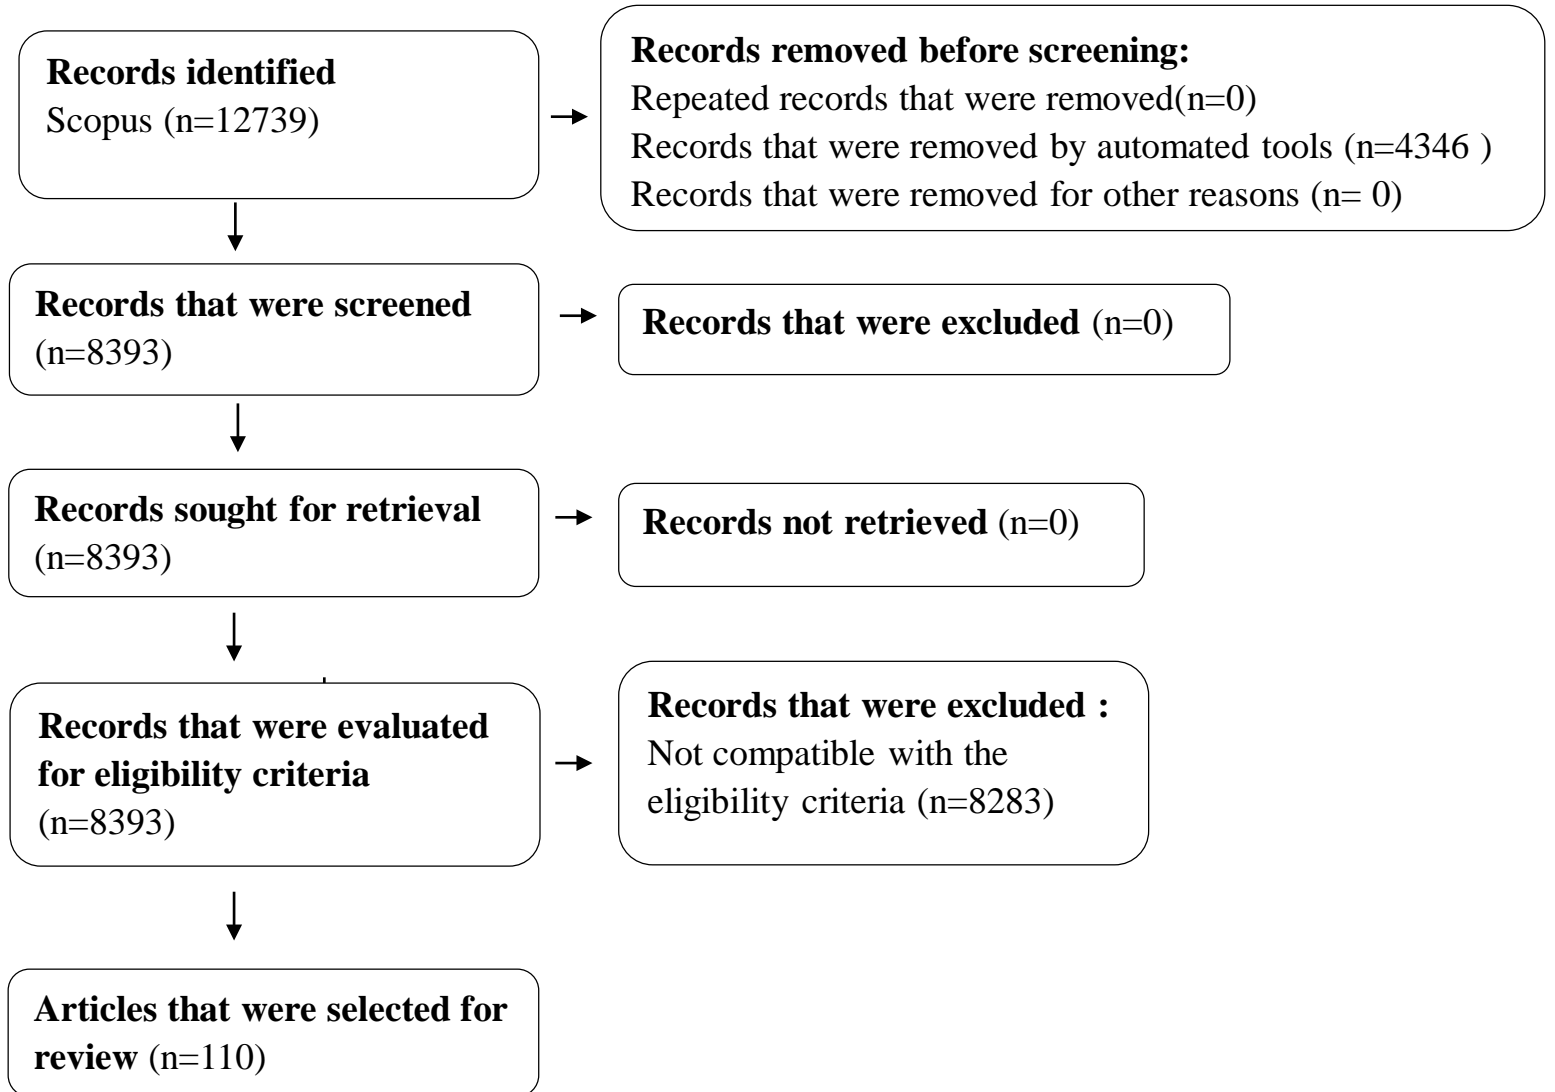 Records identified
Scopus (n=12739)
Records removed before screening:
Repeated records that were removed(n=0)
Records that were removed by automated tools (n=4346 )
Records that were removed for other reasons (n= 0)
Records that were screened
(n=8393)
Records that were excluded (n=0)
Records sought for retrieval
(n=8393)
Records not retrieved (n=0)
Records that were evaluated
for eligibility criteria
(n=8393)
Records that were excluded :
Not compatible with the
eligibility criteria (n=8283)
Articles that were selected for
review (n=110)